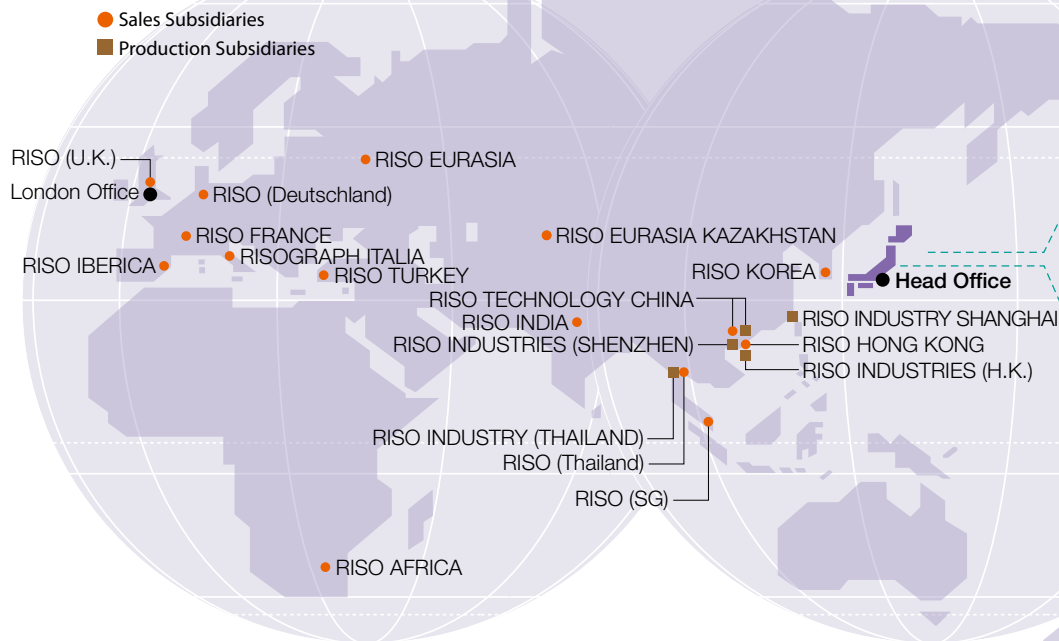 Sales Subsidiaries
Production Subsidiaries
RISO (U.K.)
London Office
RISO EURASIA
RISO (Deutschland)
RISO FRANCE
RISOGRAPH ITALIA
RISO IBERICA
RISO TURKEY
RISO EURASIA KAZAKHSTAN
RISO KOREA
Head Office
RISO TECHNOLOGY CHINA
RISO INDIA
RISO INDUSTRY SHANGHAI
RISO INDUSTRIES (SHENZHEN)
RISO HONG KONG
RISO INDUSTRIES (H.K.)
RISO INDUSTRY (THAILAND)
RISO (Thailand)
RISO (SG)
RISO AFRICA